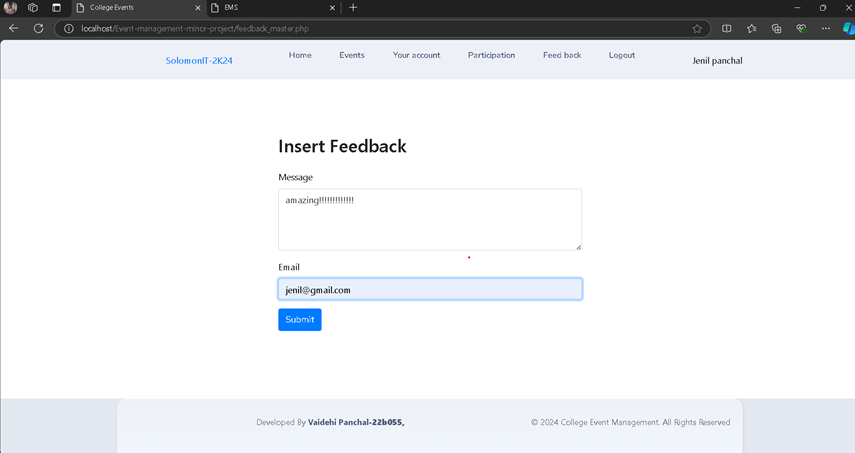 College Events
EMS
localhost/Event-management-minor-project/feedback_master.php
SolomonIT-2K24 Home Events Your account Participation Feed back Logout Jenil panchal
Insert Feedback
Message
amazing!!!!!!!!!!!!!
Email
jenil@gmail.com
Submit
Developed By Vaidehi Panchal-22b055, © 2024 College Event Management. All Rights Reserved